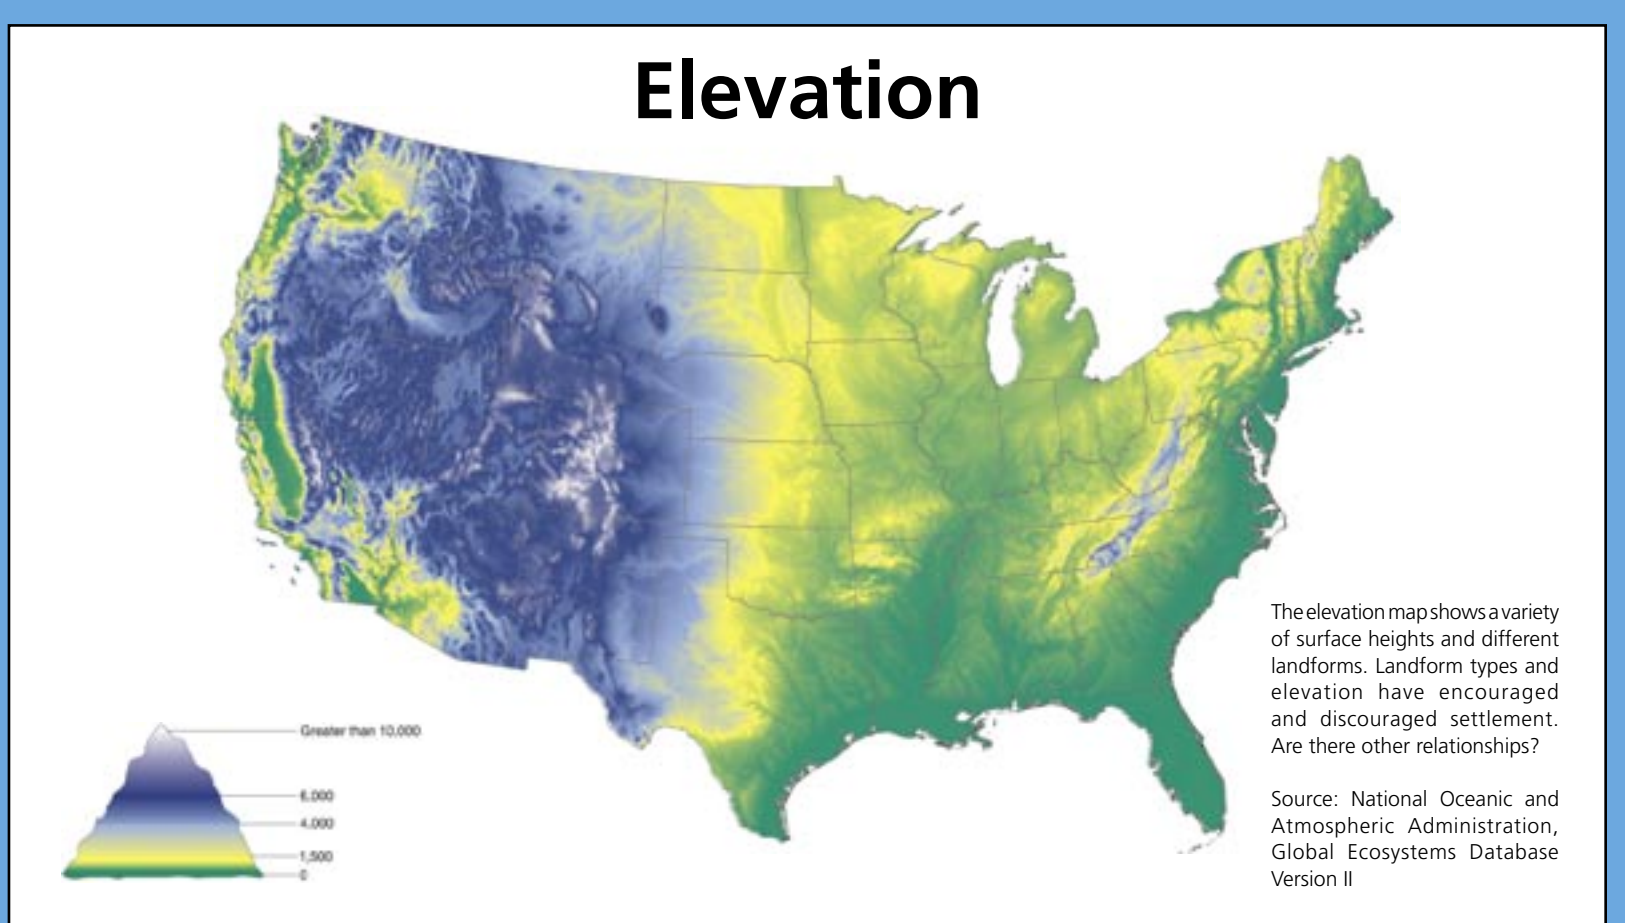 Elevation
The elevation map shows a variety
of surface heights and different
landforms. Landform types and
elevation have encouraged
and discouraged settlement.
Are there other relationships?
Source: National Oceanic and
Atmospheric Administration,
Global Ecosystems Database
Version II
Greater than 10,000
6,000
4,000
1,500
0